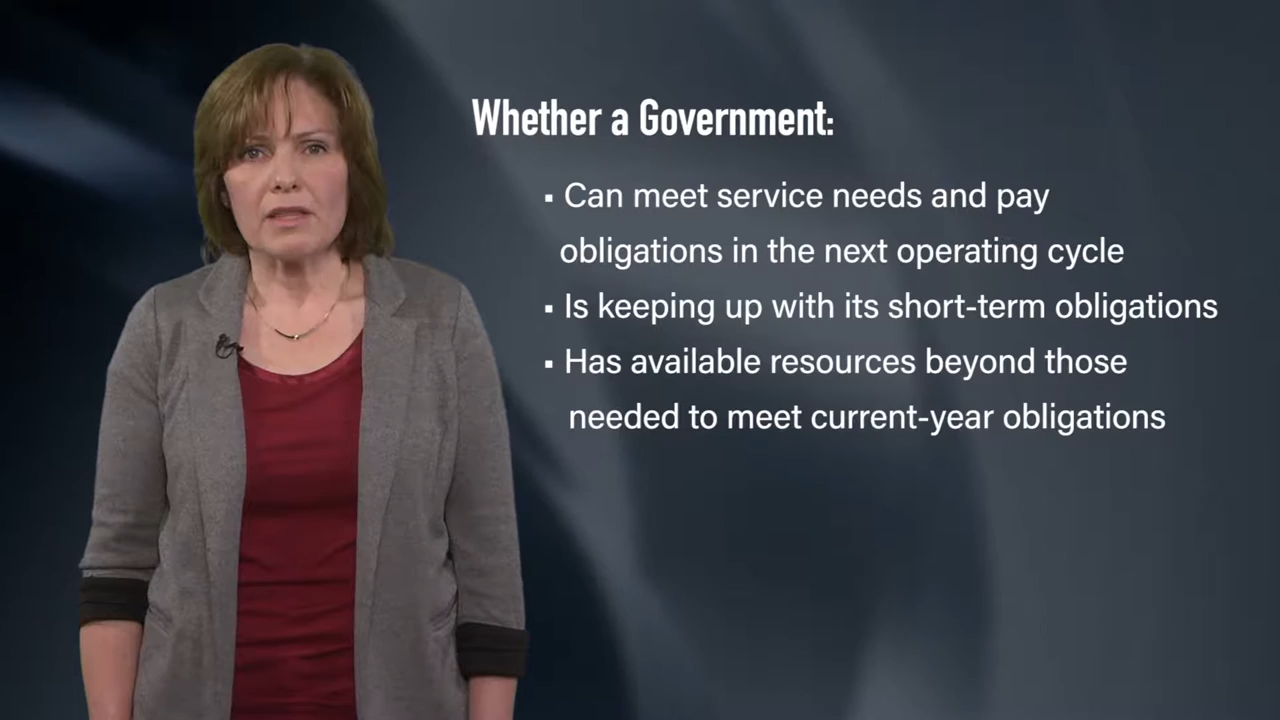 Whether a Government:
▪ Can meet service needs and pay
obligations in the next operating cycle
▪ Is keeping up with its short-term obligations
▪ Has available resources beyond those
needed to meet current-year obligations